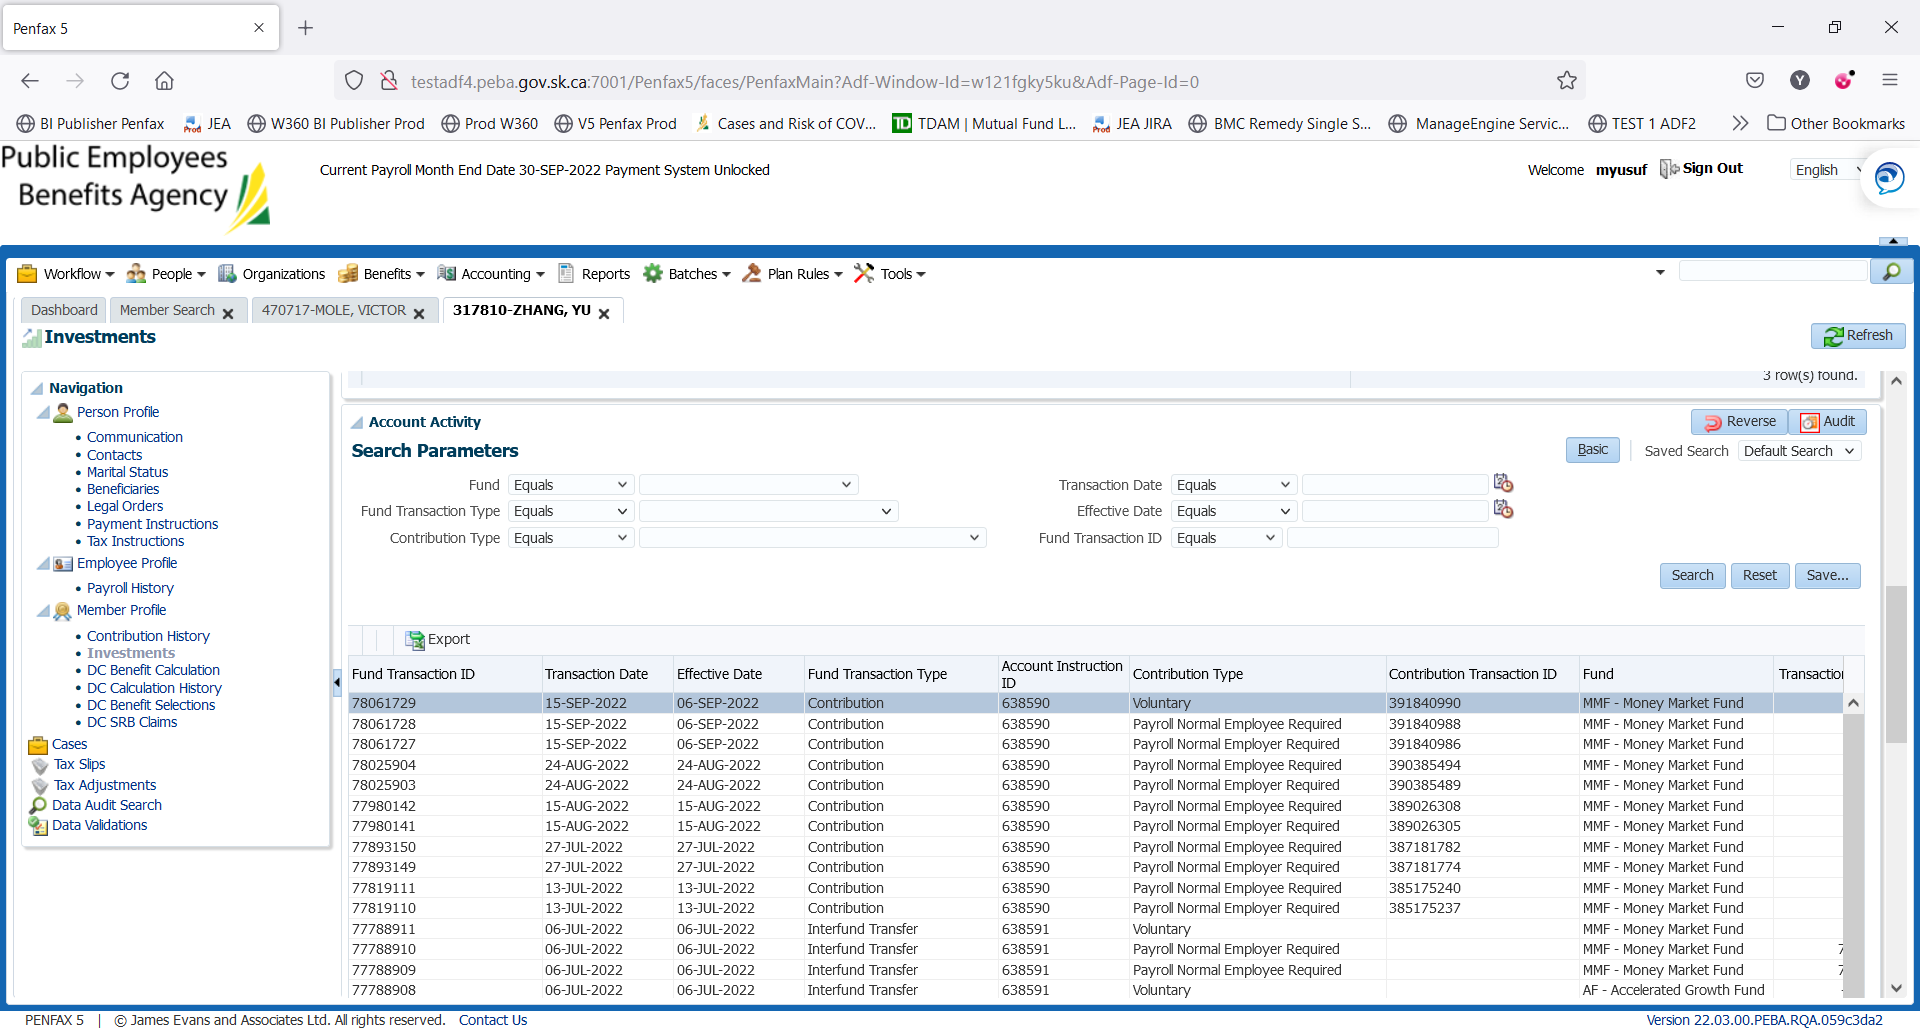 Penfax 5
testadf4.peba.gov.sk.ca:7001/Penfax5/faces/PenfaxMain?Adf-Window-Id=w121fgky5ku&Adf-Page-Id=0
Y
BI Publisher Penfax JEA W360 BI Publisher Prod Prod W360 V5 Penfax Prod Cases and Risk of COV... TDAM | Mutual Fund L... JEA JIRA BMC Remedy Single S... ManageEngine Servic... TEST 1 ADF2 Other Bookmarks
Public Employees
Benefits Agency
Current Payroll Month End Date 30-SEP-2022 Payment System Unlocked
Welcome myusuf Sign Out English
Workflow People Organizations Benefits Accounting Reports Batches Plan Rules Tools
Dashboard Member Search 470717-MOLE, VICTOR 317810-ZHANG, YU
Investments
Refresh
Navigation
Person Profile
Communication
Contacts
Marital Status
Beneficiaries
Legal Orders
Payment Instructions
Tax Instructions
Employee Profile
Payroll History
Member Profile
Contribution History
Investments
DC Benefit Calculation
DC Calculation History
DC Benefit Selections
DC SRB Claims
Cases
Tax Slips
Tax Adjustments
Data Audit Search
Data Validations
3 row(s) found.
Account Activity
Reverse Audit
Search Parameters
Basic Saved Search Default Search
Fund Equals Transaction Date Equals
Fund Transaction Type Equals Effective Date Equals
Contribution Type Equals Fund Transaction ID Equals
Search Reset Save...
Export
Fund Transaction ID Transaction Date Effective Date Fund Transaction Type Account Instruction ID Contribution Type Contribution Transaction ID Fund Transaction
78061729 15-SEP-2022 06-SEP-2022 Contribution 638590 Voluntary 391840990 MMF - Money Market Fund
78061728 15-SEP-2022 06-SEP-2022 Contribution 638590 Payroll Normal Employee Required 391840988 MMF - Money Market Fund
78061727 15-SEP-2022 06-SEP-2022 Contribution 638590 Payroll Normal Employer Required 391840986 MMF - Money Market Fund
78025904 24-AUG-2022 24-AUG-2022 Contribution 638590 Payroll Normal Employee Required 390385494 MMF - Money Market Fund
78025903 24-AUG-2022 24-AUG-2022 Contribution 638590 Payroll Normal Employer Required 390385489 MMF - Money Market Fund
77980142 15-AUG-2022 15-AUG-2022 Contribution 638590 Payroll Normal Employee Required 389026308 MMF - Money Market Fund
77980141 15-AUG-2022 15-AUG-2022 Contribution 638590 Payroll Normal Employer Required 389026305 MMF - Money Market Fund
77893150 27-JUL-2022 27-JUL-2022 Contribution 638590 Payroll Normal Employee Required 387181782 MMF - Money Market Fund
77893149 27-JUL-2022 27-JUL-2022 Contribution 638590 Payroll Normal Employer Required 387181774 MMF - Money Market Fund
77819111 13-JUL-2022 13-JUL-2022 Contribution 638590 Payroll Normal Employee Required 385175240 MMF - Money Market Fund
77819110 13-JUL-2022 13-JUL-2022 Contribution 638590 Payroll Normal Employer Required 385175237 MMF - Money Market Fund
77788911 06-JUL-2022 06-JUL-2022 Interfund Transfer 638591 Voluntary MMF - Money Market Fund
77788910 06-JUL-2022 06-JUL-2022 Interfund Transfer 638591 Payroll Normal Employer Required MMF - Money Market Fund 7
77788909 06-JUL-2022 06-JUL-2022 Interfund Transfer 638591 Payroll Normal Employee Required MMF - Money Market Fund 7
77788908 06-JUL-2022 06-JUL-2022 Interfund Transfer 638591 Voluntary AF - Accelerated Growth Fund -
PENFAX 5 | © James Evans and Associates Ltd. All rights reserved. Contact Us
Version 22.03.00.PEBA.RQA.059c3da2